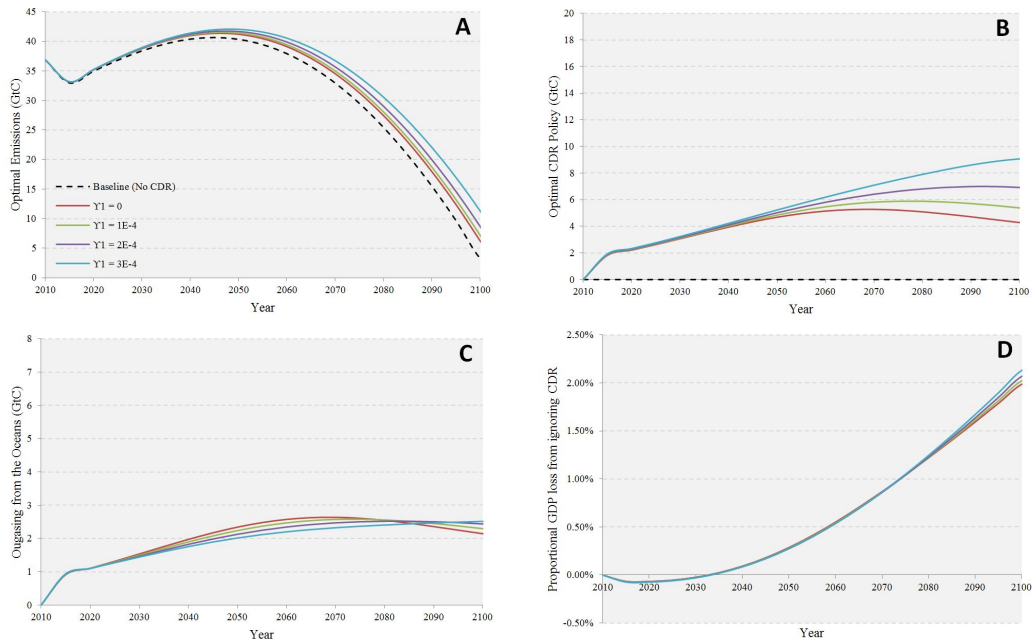 A
Optimal Emissions (GtC)
45
40
35
30
25
20
15
10
5
0
Baseline (No CDR)
ϒ1 = 0
ϒ1 = 1E-4
ϒ1 = 2E-4
ϒ1 = 3E-4
2010 2020 2030 2040 2050 2060 2070 2080 2090 2100
Year
B
Optimal CDR Policy (GtC)
20
18
16
14
12
10
8
6
4
2
0
2010 2020 2030 2040 2050 2060 2070 2080 2090 2100
Year
C
Ougasing from the Oceans (GtC)
8
7
6
5
4
3
2
1
0
2010 2020 2030 2040 2050 2060 2070 2080 2090 2100
Year
D
Proportional GDP loss from ignoring CDR
2.50%
2.00%
1.50%
1.00%
0.50%
0.00%
-0.50%
2010 2020 2030 2040 2050 2060 2070 2080 2090 2100
Year